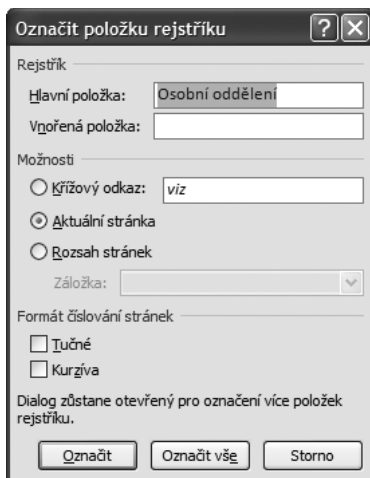 Označit položku rejstříku
Rejstřík
Hlavní položka: Osobní oddělení
Vnořená položka:
Možnosti
Křížový odkaz: viz
Aktuální stránka
Rozsah stránek
Záložka:
Formát číslování stránek
Tučné
Kurzíva
Dialog zůstane otevřený pro označení více položek
rejstříku.
Označit Označit vše Storno